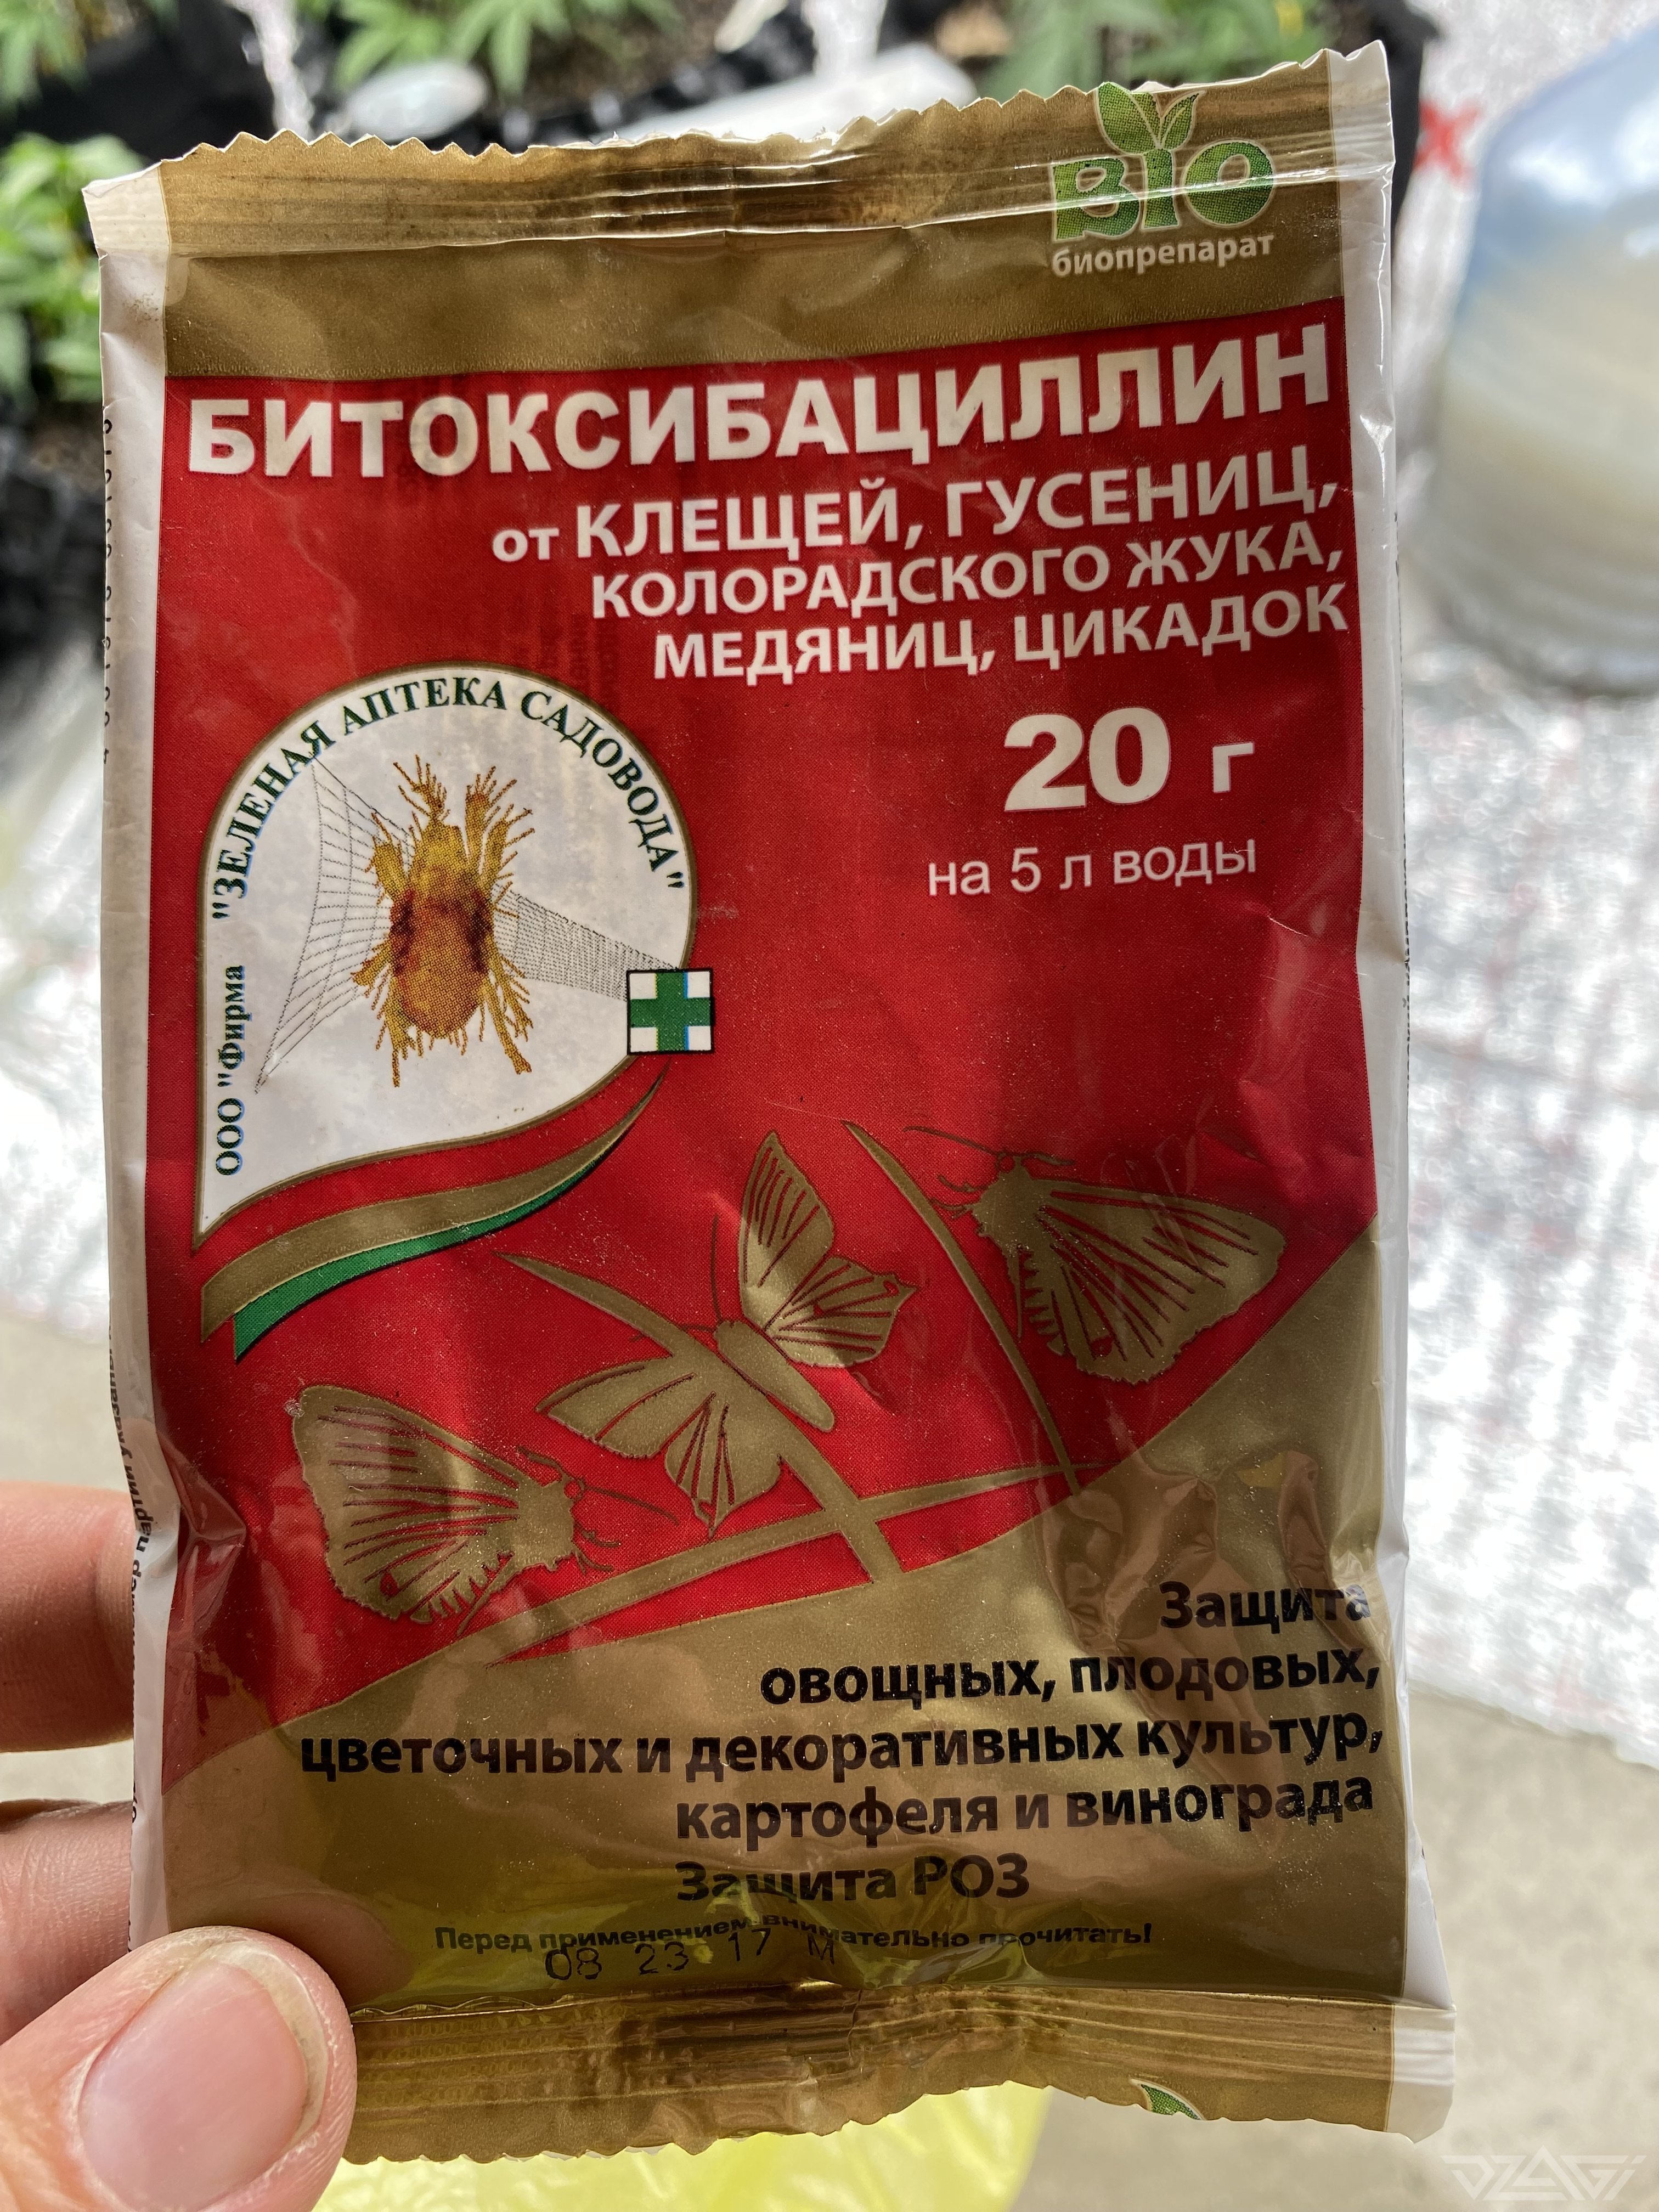 BIO
биопрепарат
БИТОКСИБАЦИЛЛИН
от КЛЕЩЕЙ, ГУСЕНИЦ,
КОЛОРАДСКОГО ЖУКА,
МЕДЯНИЦ, ЦИКАДОК
20 г
на 5 л воды
ООО "Фирма "ЗЕЛЕНАЯ АПТЕКА САДОВОДА"
Защита
овощных, плодовых,
цветочных и декоративных культур,
картофеля и винограда
Защита РОЗ
Перед применением внимательно прочитать!
08 23 17 М
DZAGI